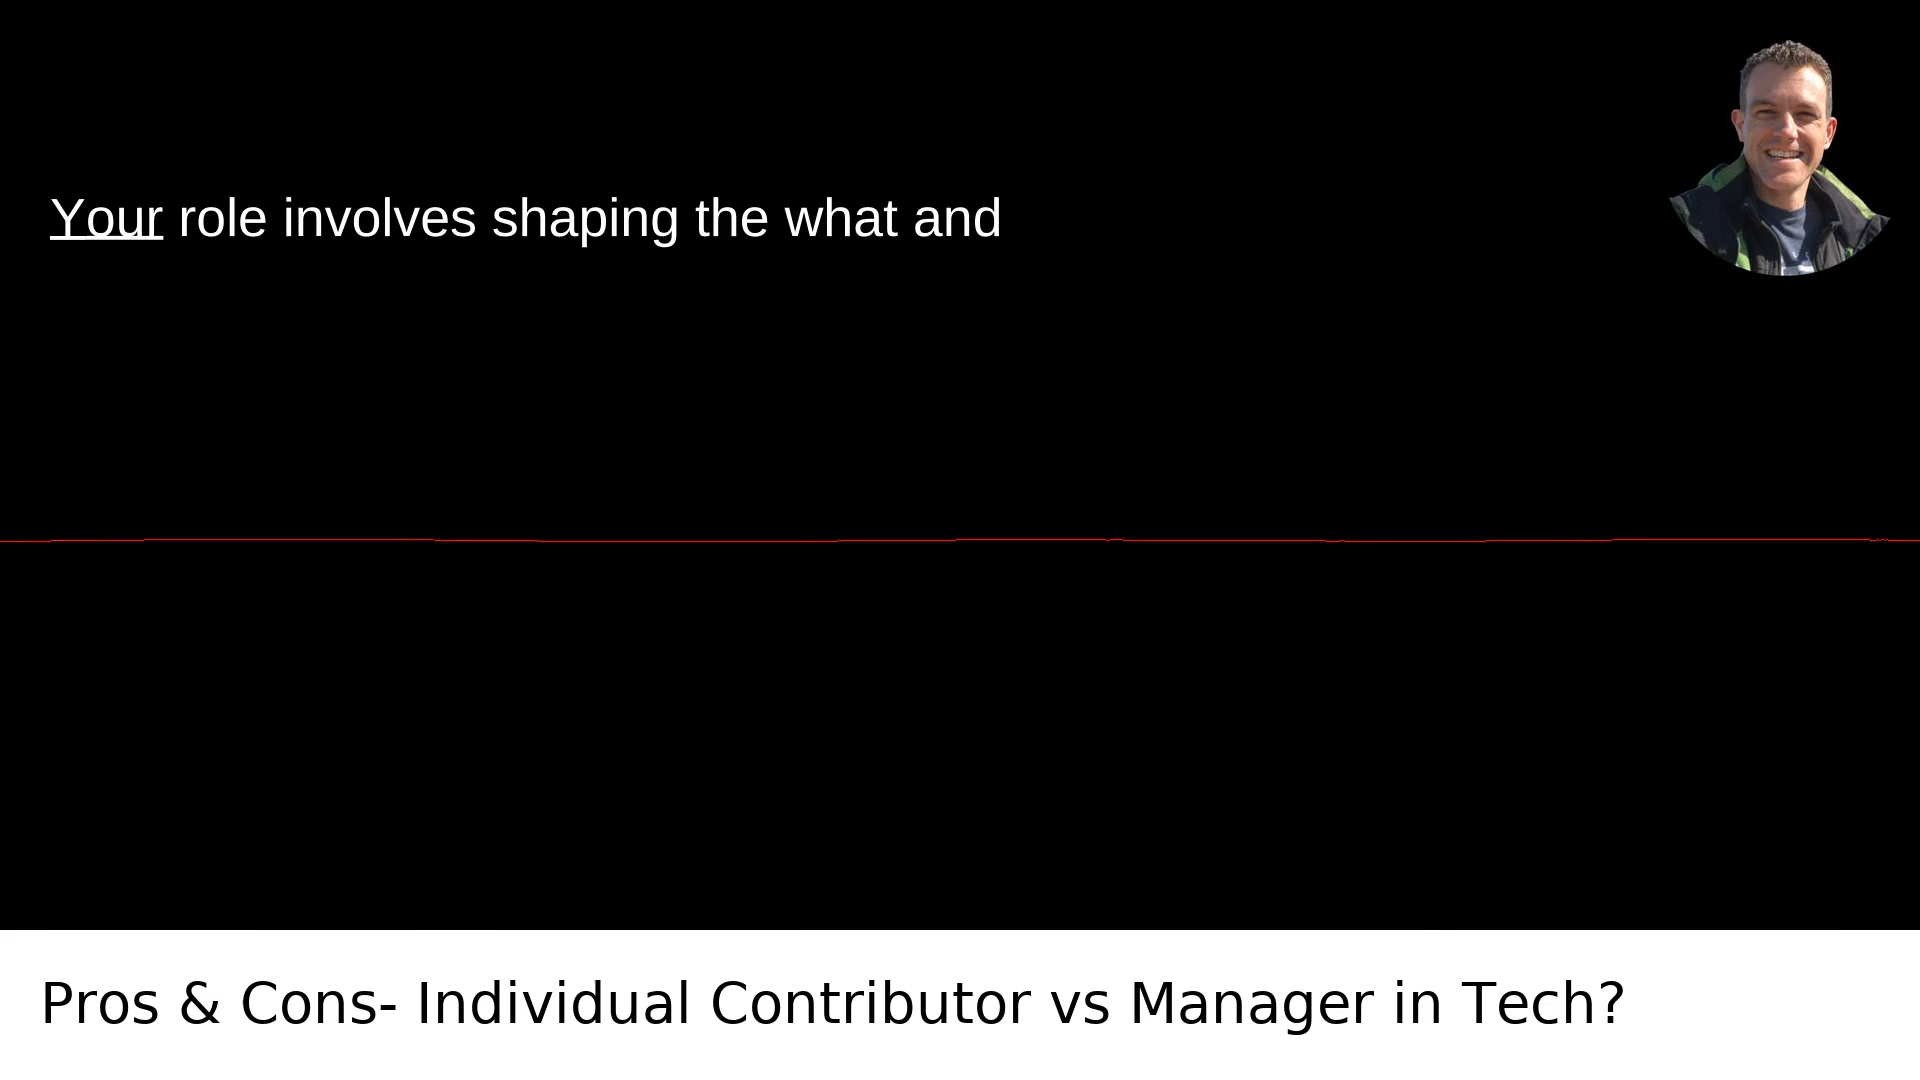 Your role involves shaping the what and
Pros & Cons- Individual Contributor vs Manager in Tech?